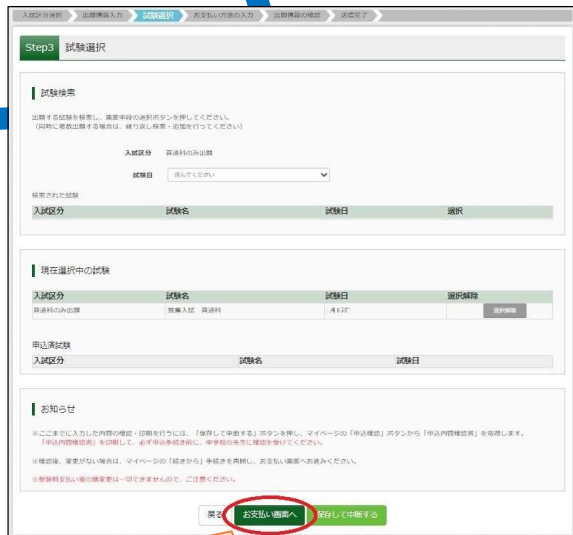 入試区分選択 出願情報入力 試験選択 お支払い方法の入力 出願情報の確認 送信完了
Step3 試験選択
試験検索
出願する試験を検索し、画面中段の選択ボタンを押してください。
（同時に複数出願する場合は、繰り返し検索・追加を行ってください）
入試区分 普通科のみ出願
試験日 選んでください
検索された試験
入試区分 試験名 試験日 選択
現在選択中の試験
入試区分 試験名 試験日 選択解除
普通科のみ出願 普通科 選択解除
申込済試験
入試区分 試験名 試験日
お知らせ
※ここまでに入力した内容の確認・印刷を行うには、「保存して中断する」ボタンを押し、マイページの「申込確認」ボタンから「申込内容確認書」を取得します。
「申込内容確認書」を印刷して、必ず申込手続き前に、中学校の先生に確認を受けてください。
※確認後、変更がない場合は、マイページの「続きから」手続きを再開し、お支払い画面へお進みください。
※受験料支払い後の情報変更は一切できませんので、ご注意ください。
戻る お支払い画面へ 保存して中断する